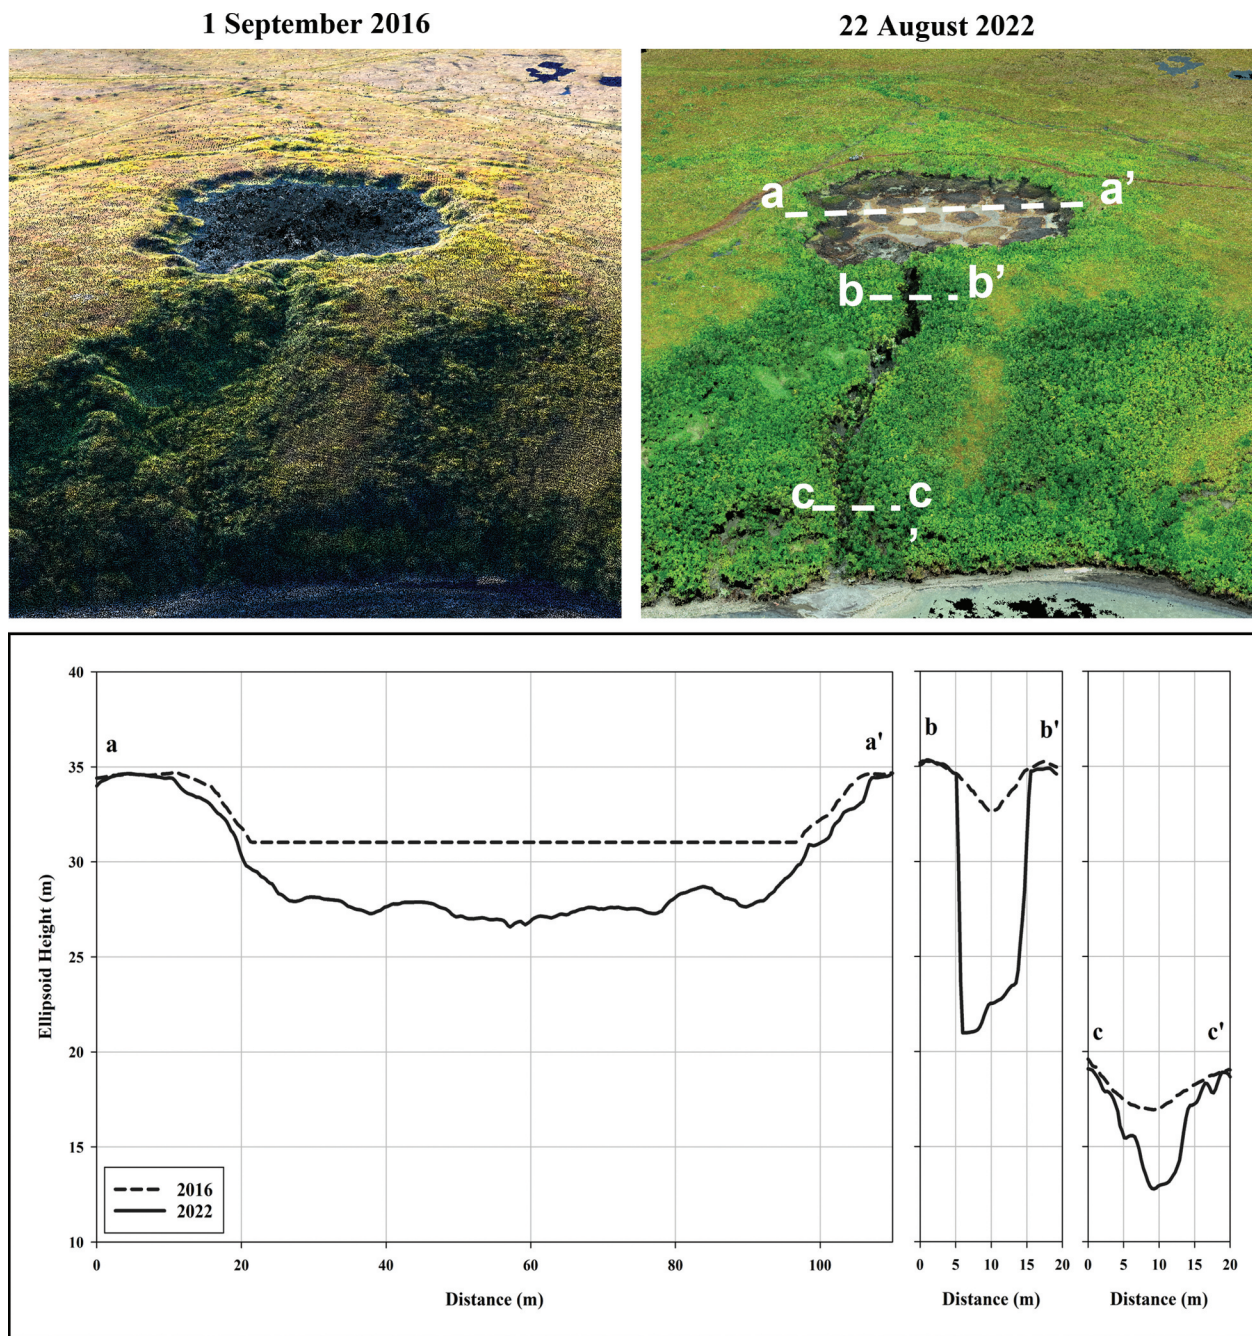 1 September 2016
22 August 2022
a
a’
b
b’
c
c
’
40
35
30
25
20
15
10
Ellipsoid Height (m)
a
a'
b
b'
c
c'
2016
2022
0
20
40
60
80
100
0
5
10
15
20
0
5
10
15
20
Distance (m)
Distance (m)
Distance (m)